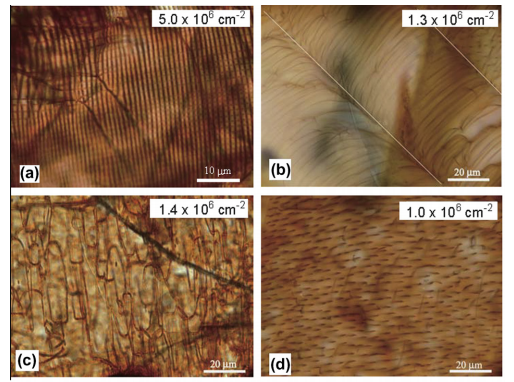 5.0 x 10⁶ cm⁻²
(a)
10 μm
1.3 x 10⁶ cm⁻²
(b)
20 μm
1.4 x 10⁶ cm⁻²
(c)
20 μm
1.0 x 10⁶ cm⁻²
(d)
20 μm